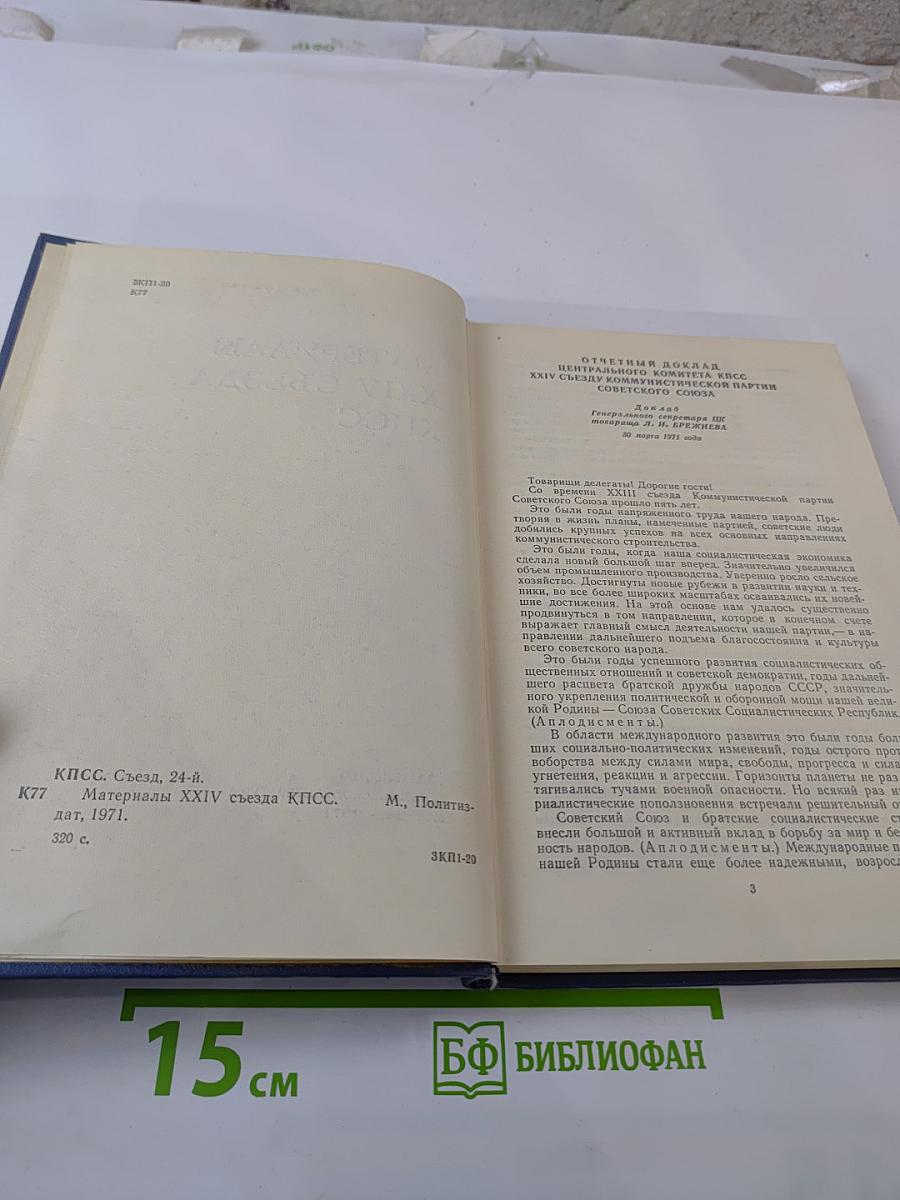 3КП1-20
К77
КПСС. Съезд, 24-й.
К77 Материалы XXIV съезда КПСС. М., Политиз-
дат, 1971.
320 с.
3КП1-20
ОТЧЕТНЫЙ ДОКЛАД
ЦЕНТРАЛЬНОГО КОМИТЕТА КПСС
XXIV СЪЕЗДУ КОММУНИСТИЧЕСКОЙ ПАРТИИ
СОВЕТСКОГО СОЮЗА
Доклад
Генерального секретаря ЦК
товарища Л. И. БРЕЖНЕВА
30 марта 1971 года
Товарищи делегаты! Дорогие гости!
Со времени XXIII съезда Коммунистической партии
Советского Союза прошло пять лет.
Это были годы напряженного труда нашего народа. Пре-
творяя в жизнь планы, намеченные партией, советские люди
добились крупных успехов на всех основных направлениях
коммунистического строительства.
Это были годы, когда наша социалистическая экономика
сделала новый большой шаг вперед. Значительно увеличился
объем промышленного производства. Уверенно росло сельское
хозяйство. Достигнуты новые рубежи в развитии науки и тех-
ники, во все более широких масштабах осваивались их новей-
шие достижения. На этой основе нам удалось существенно
продвинуться в том направлении, которое в конечном счете
выражает главный смысл деятельности нашей партии,— в на-
правлении дальнейшего подъема благосостояния и культуры
всего советского народа.
Это были годы успешного развития социалистических об-
щественных отношений и советской демократии, годы дальней-
шего расцвета братской дружбы народов СССР, значитель-
ного укрепления политической и оборонной мощи нашей вели-
кой Родины — Союза Советских Социалистических Республик.
(Аплодисменты.)
В области международного развития это были годы боль
ших социально-политических изменений, годы острого прот
воборства между силами мира, свободы, прогресса и сила
угнетения, реакции и агрессии. Горизонты планеты не раз
тягивались тучами военной опасности. Но всякий раз им
риалистические поползновения встречали решительный о
Советский Союз и братские социалистические ст
внесли большой и активный вклад в борьбу за мир и бе
ность народов. (Аплодисменты.) Международные п
нашей Родины стали еще более надежными, возросл
3
15 см
БФ БИБЛИОФАН